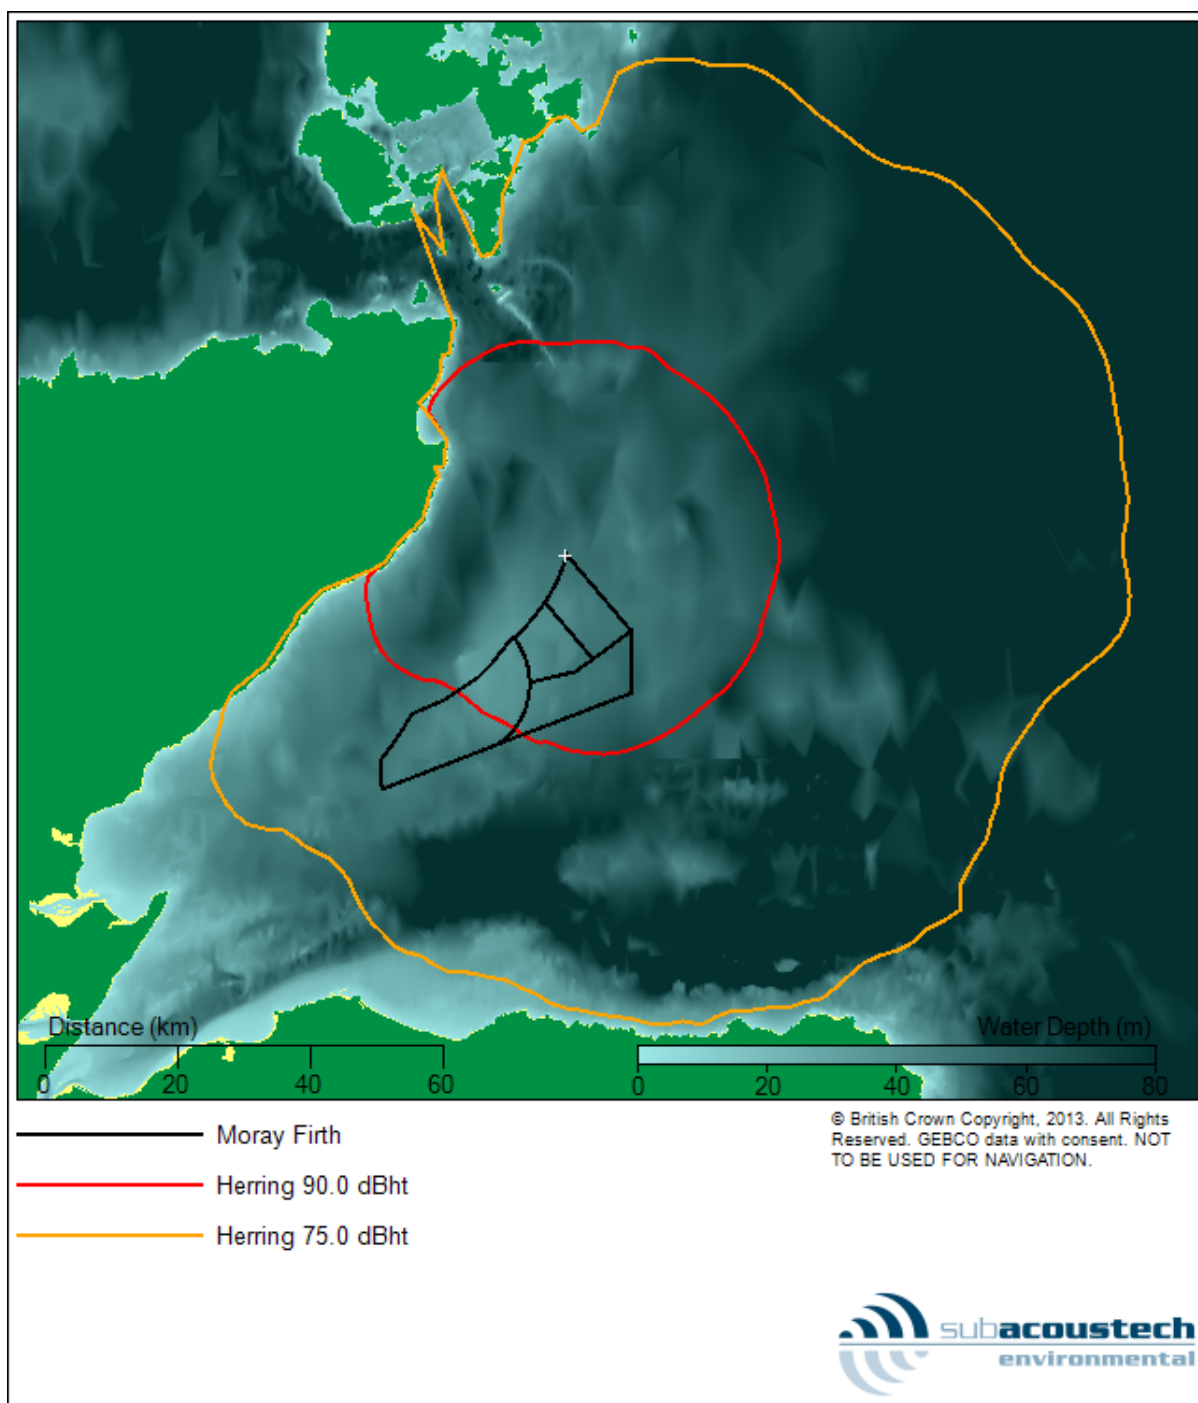 Distance (km)
0 20 40 60
Water Depth (m)
0 20 40 60 80
Moray Firth
Herring 90.0 dBht
Herring 75.0 dBht
© British Crown Copyright, 2013. All Rights
Reserved. GEBCO data with consent. NOT
TO BE USED FOR NAVIGATION.
subacoustech
environmental